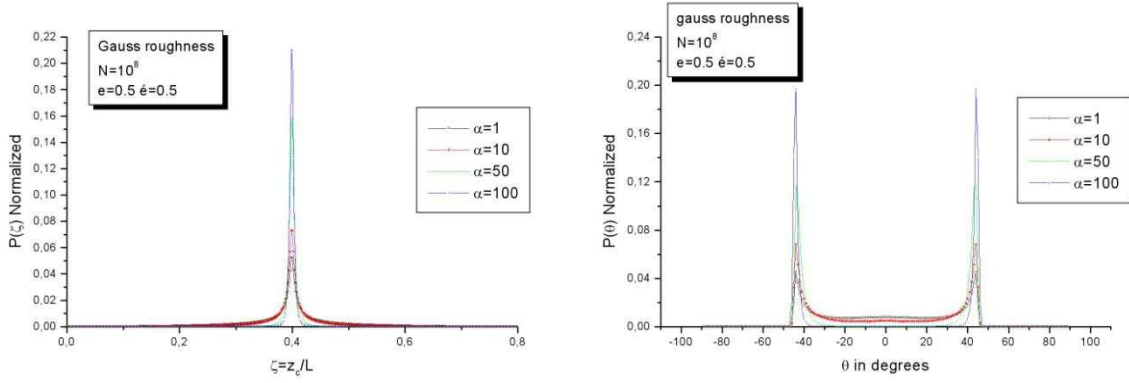 Gauss roughness
N=10⁸
e=0.5 é=0.5
0,22
0,20
0,18
0,16
0,14
0,12
0,10
0,08
0,06
0,04
0,02
0,00
P(ζ) Normalized
α=1
α=10
α=50
α=100
0,0 0,2 0,4 0,6 0,8
ζ=z_c/L
gauss roughness
N=10⁸
e=0.5 é=0.5
0,24
0,20
0,16
0,12
0,08
0,04
0,00
P(θ) Normalized
α=1
α=10
α=50
α=100
-100 -80 -60 -40 -20 0 20 40 60 80 100
θ in degrees